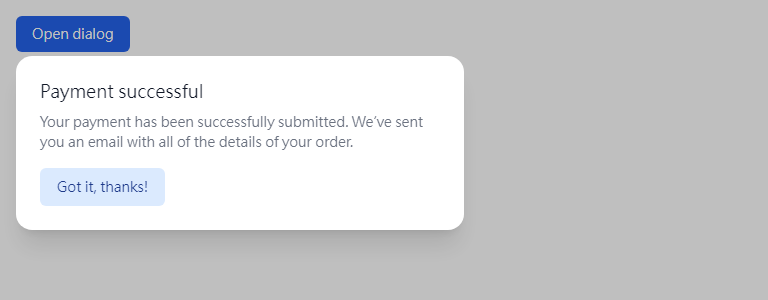 Open dialog
Payment successful
Your payment has been successfully submitted. We’ve sent
you an email with all of the details of your order.
Got it, thanks!